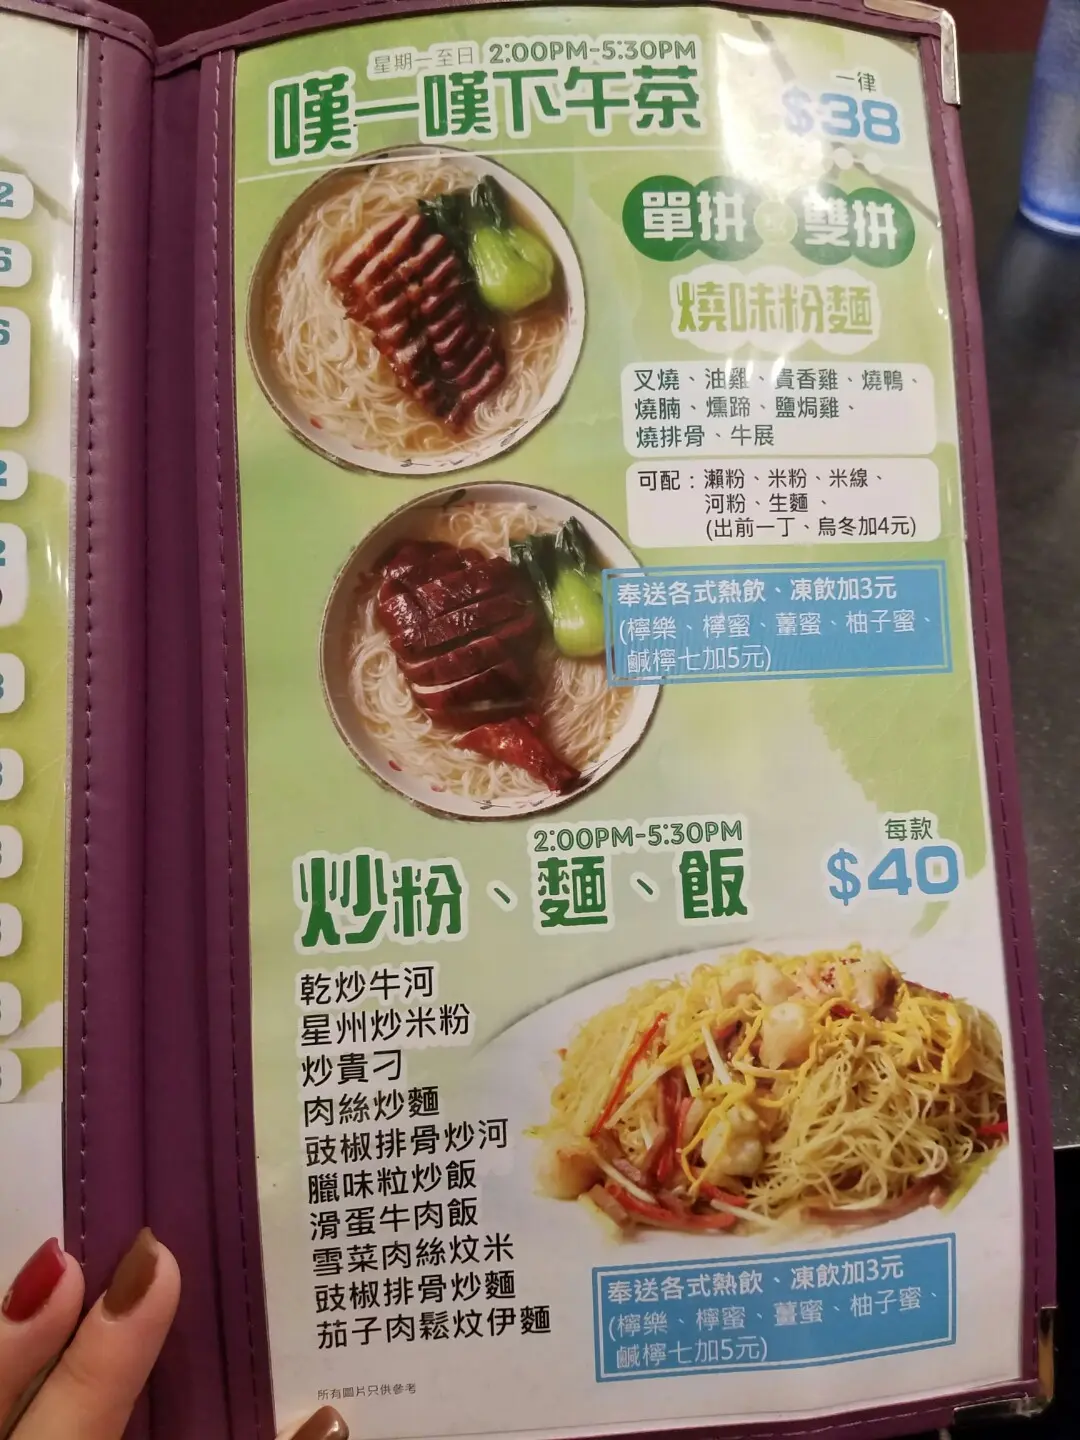 星期一至日 2:00PM-5:30PM
嘆一嘆下午茶
一律
$38
單拼 雙拼
燒味粉麵
叉燒、油雞、貴香雞、燒鴨、
燒腩、燻蹄、鹽焗雞、
燒排骨、牛展
可配：瀨粉、米粉、米線、
河粉、生麵、
(出前一丁、烏冬加4元)
奉送各式熱飲、凍飲加3元
(檸樂、檸蜜、薑蜜、柚子蜜、
鹹檸七加5元)
2:00PM-5:30PM
炒粉、麵、飯
每款
$40
乾炒牛河
星州炒米粉
炒貴刁
肉絲炒麵
豉椒排骨炒河
臘味粒炒飯
滑蛋牛肉飯
雪菜肉絲炆米
豉椒排骨炒麵
茄子肉鬆炆伊麵
奉送各式熱飲、凍飲加3元
(檸樂、檸蜜、薑蜜、柚子蜜、
鹹檸七加5元)
所有圖片只供參考